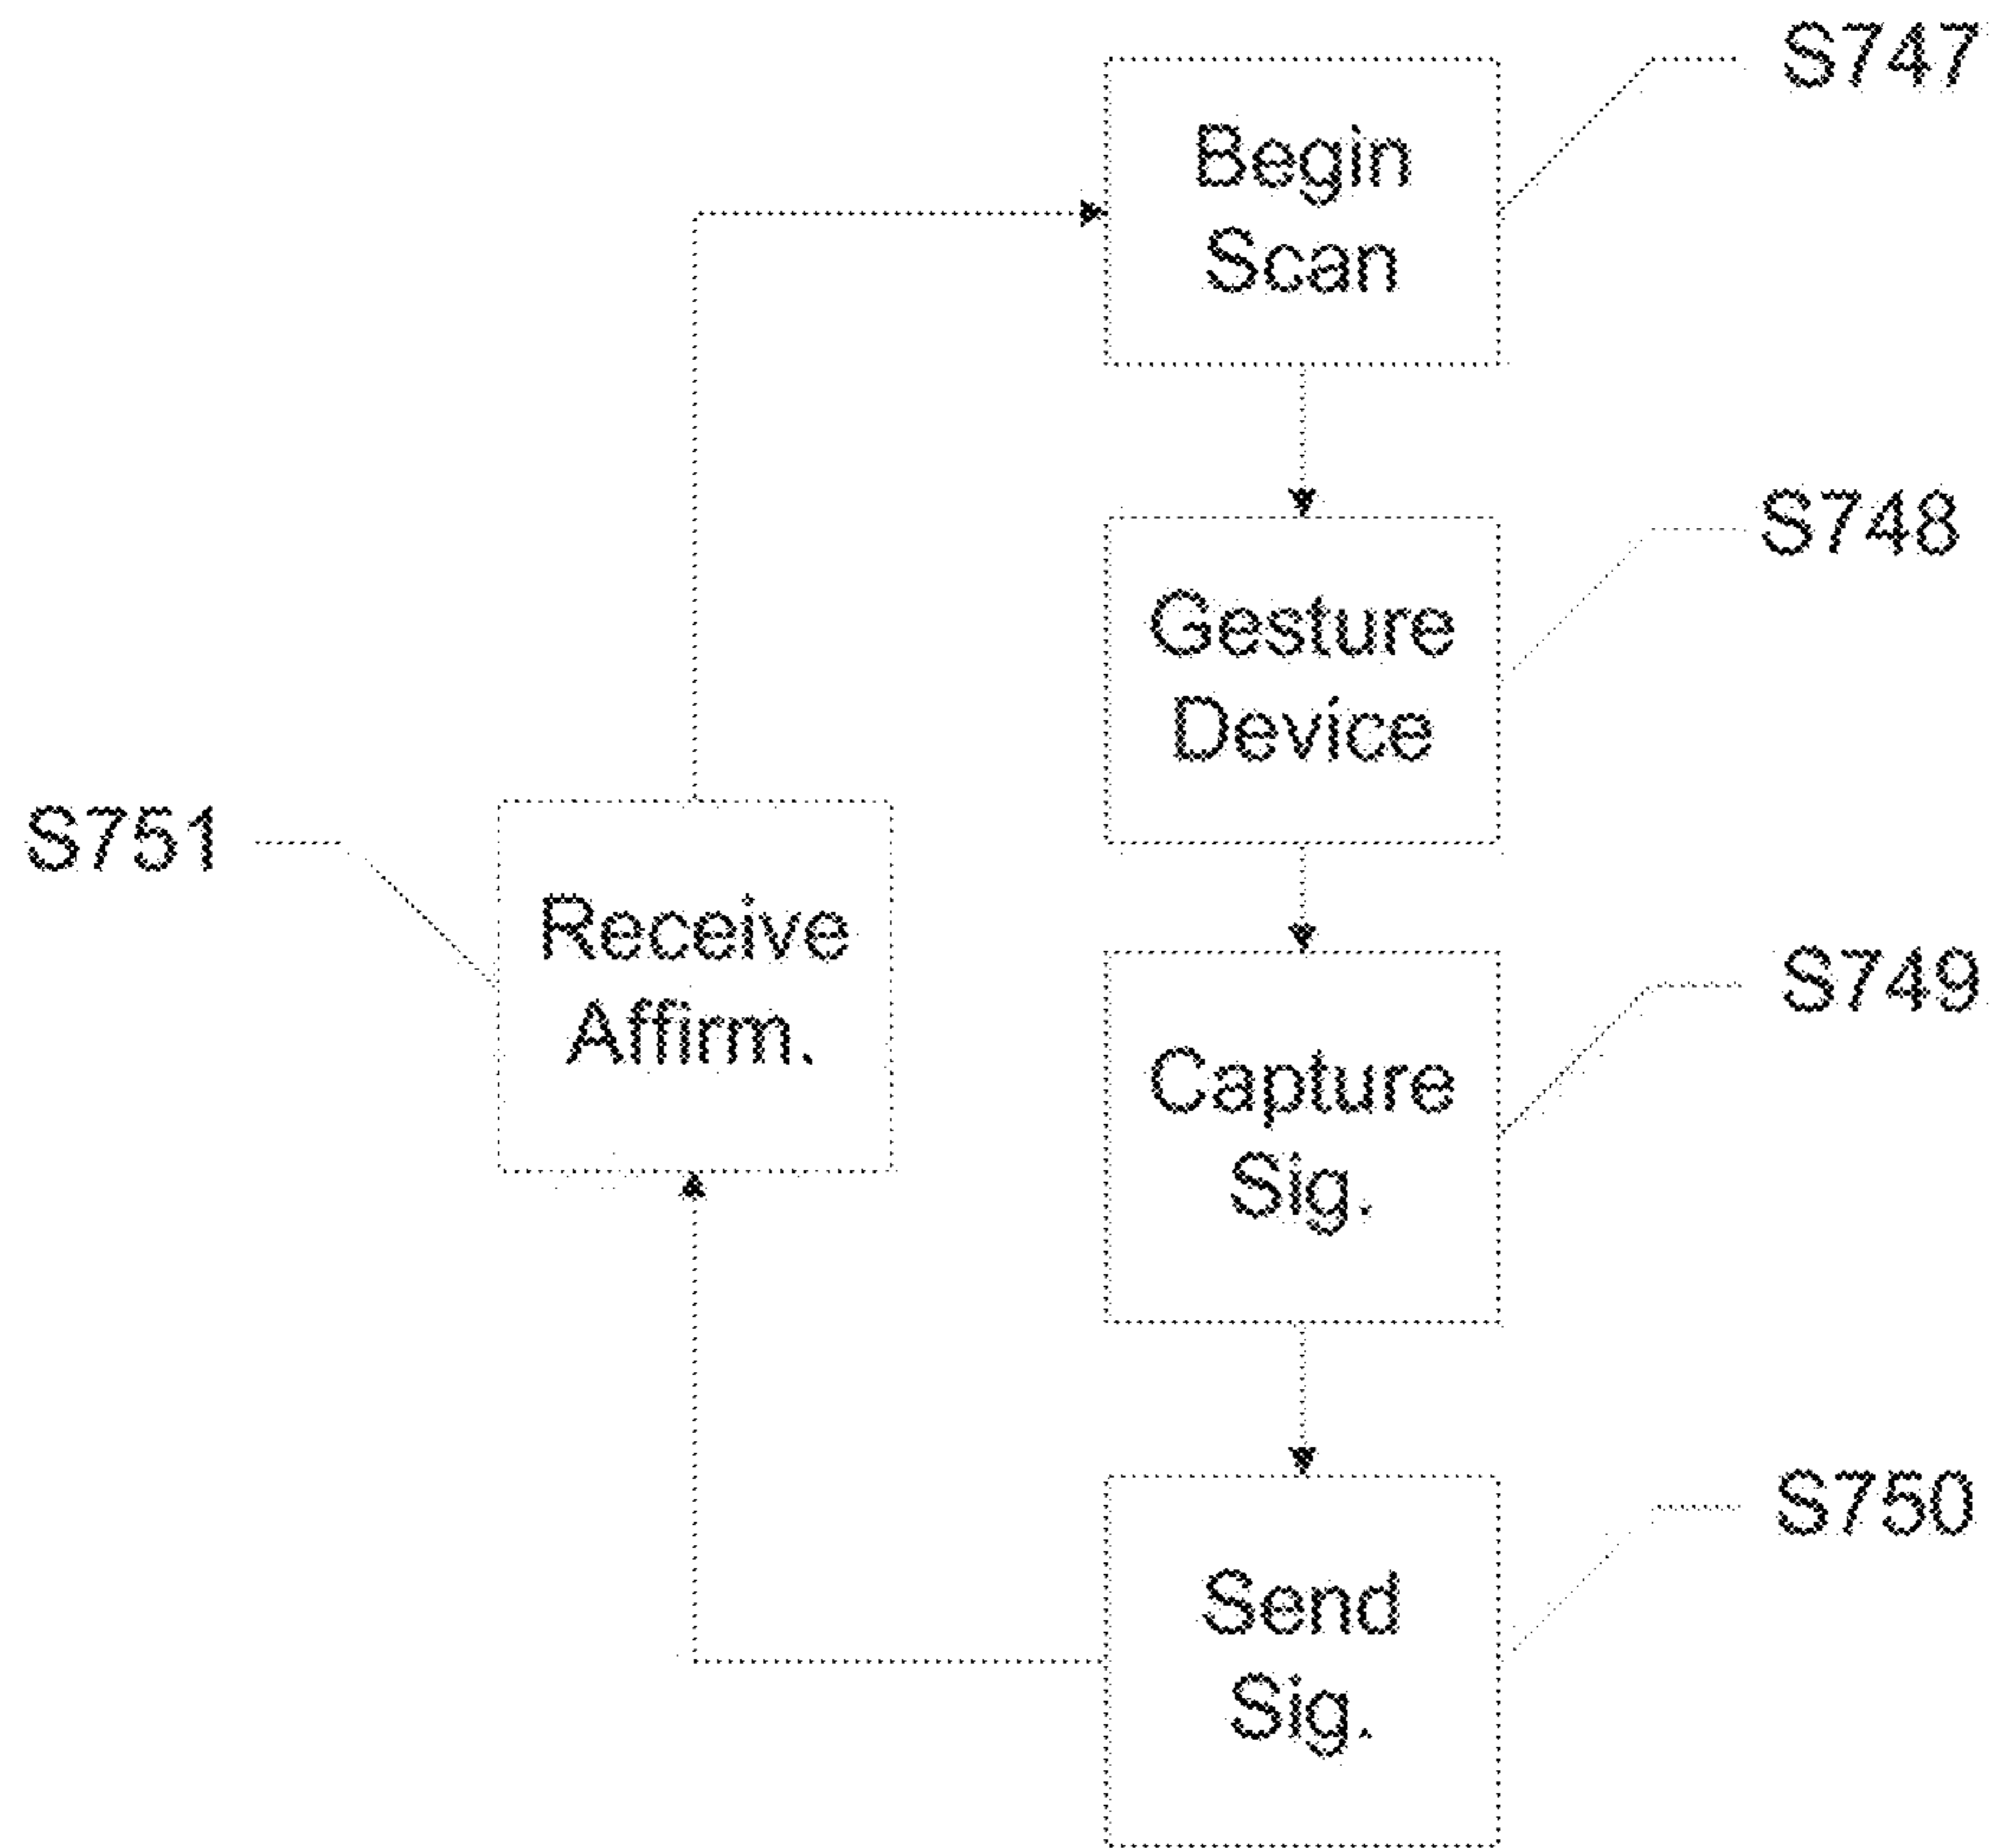 S747
Begin
Scan
S748
Gesture
Device
S751
Receive
Affirm.
S749
Capture
Sig.
S750
Send
Sig.